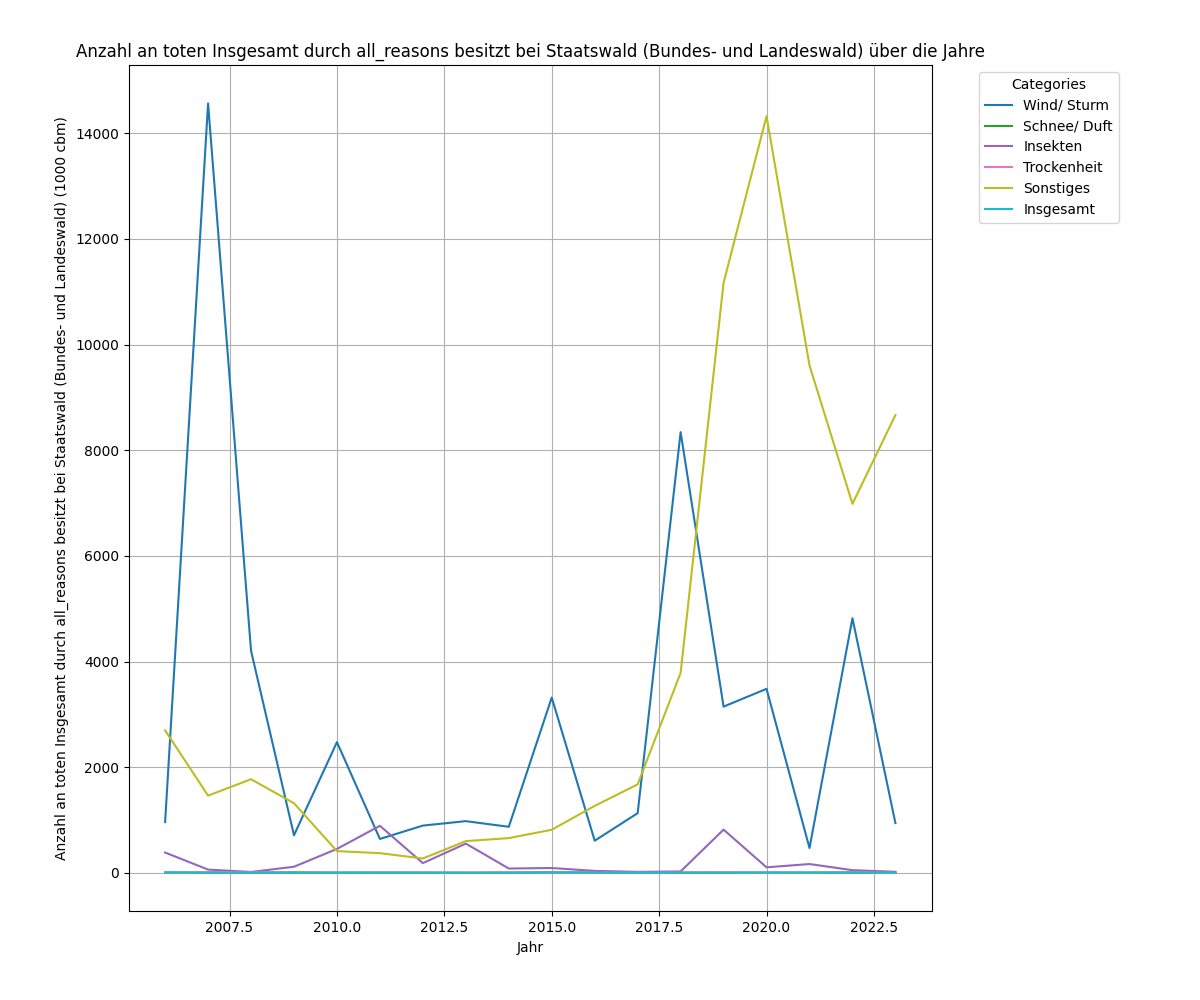 Anzahl an toten Insgesamt durch all_reasons besitzt bei Staatswald (Bundes- und Landeswald) über die Jahre
Categories
Wind/ Sturm
Schnee/ Duft
Insekten
Trockenheit
Sonstiges
Insgesamt
Anzahl an toten Insgesamt durch all_reasons besitzt bei Staatswald (Bundes- und Landeswald) (1000 cbm)
14000
12000
10000
8000
6000
4000
2000
0
2007.5 2010.0 2012.5 2015.0 2017.5 2020.0 2022.5
Jahr